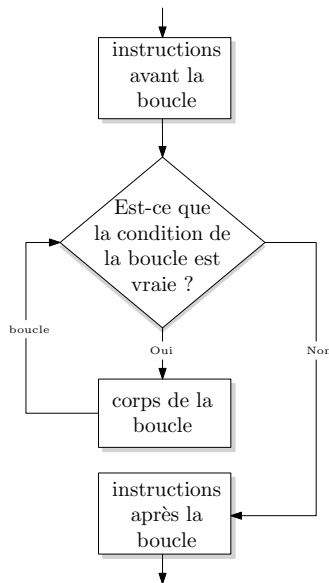 instructions
avant la
boucle
Est-ce que
la condition de
la boucle est
vraie ?
boucle
Oui
Non
corps de la
boucle
instructions
après la
boucle